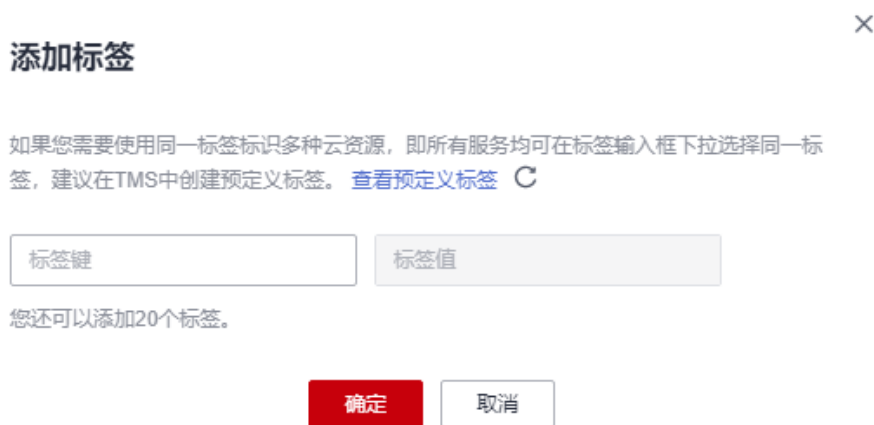 添加标签
如果您需要使用同一标签标识多种云资源，即所有服务均可在标签输入框下拉选择同一标
签，建议在TMS中创建预定义标签。 查看预定义标签
标签键 标签值
您还可以添加20个标签。
确定 取消